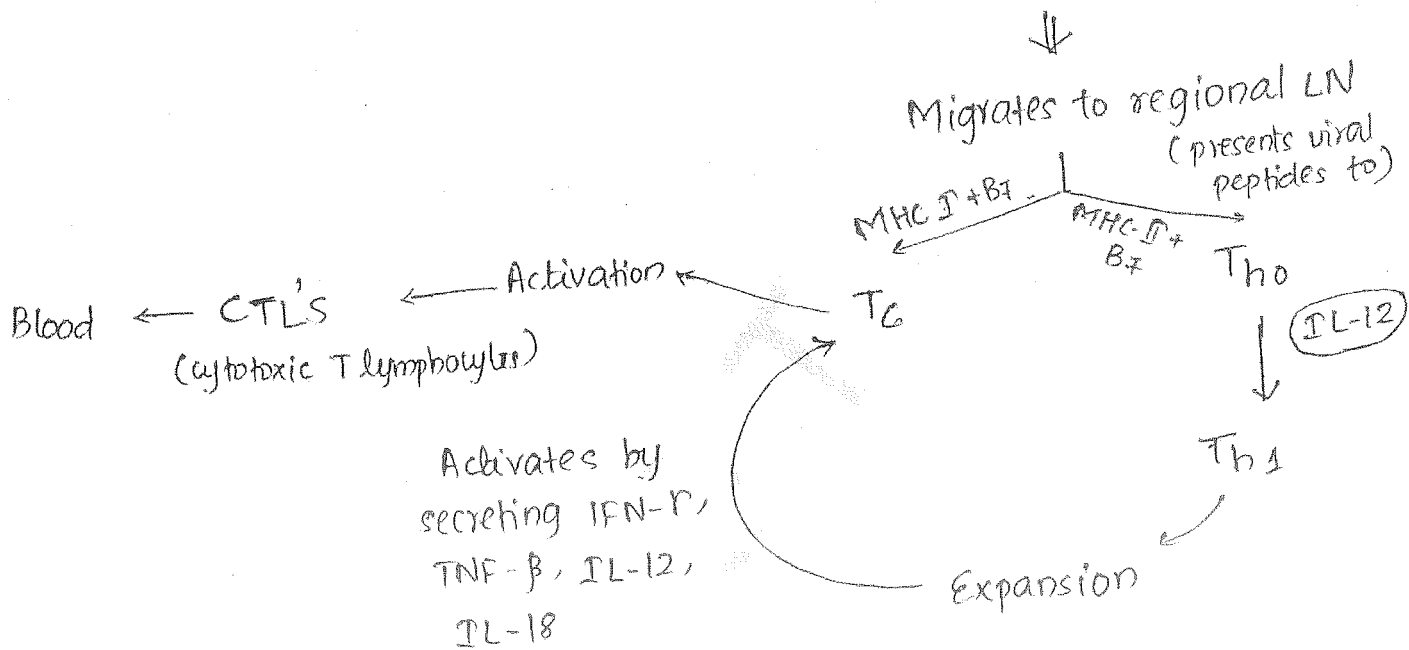 Migrates to regional LN
(presents viral
peptides to)
MHC I + B7
MHC-II +
B7
Th0
IL-12
Th1
Expansion
Activates by
secreting IFN-r,
TNF-β, IL-12,
IL-18
Tc
Activation
CTL's
(cytotoxic T lymphocytes)
Blood